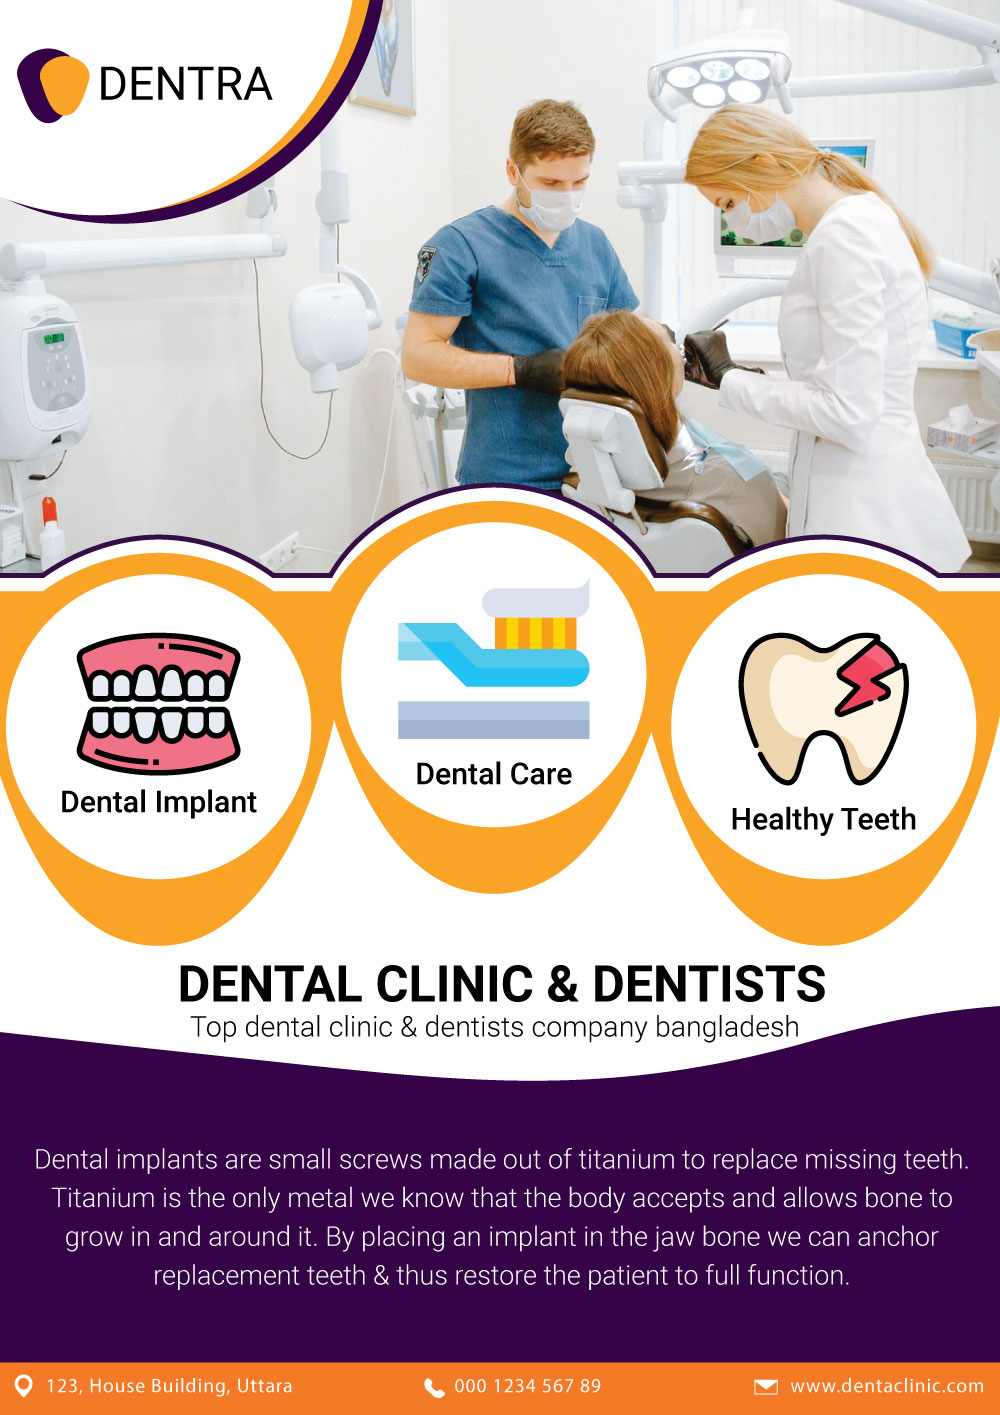 DENTRA
Dental Implant
Dental Care
Healthy Teeth
DENTAL CLINIC & DENTISTS
Top dental clinic & dentists company bangladesh
Dental implants are small screws made out of titanium to replace missing teeth.
Titanium is the only metal we know that the body accepts and allows bone to
grow in and around it. By placing an implant in the jaw bone we can anchor
replacement teeth & thus restore the patient to full function.
123, House Building, Uttara
000 1234 567 89
www.dentaclinic.com